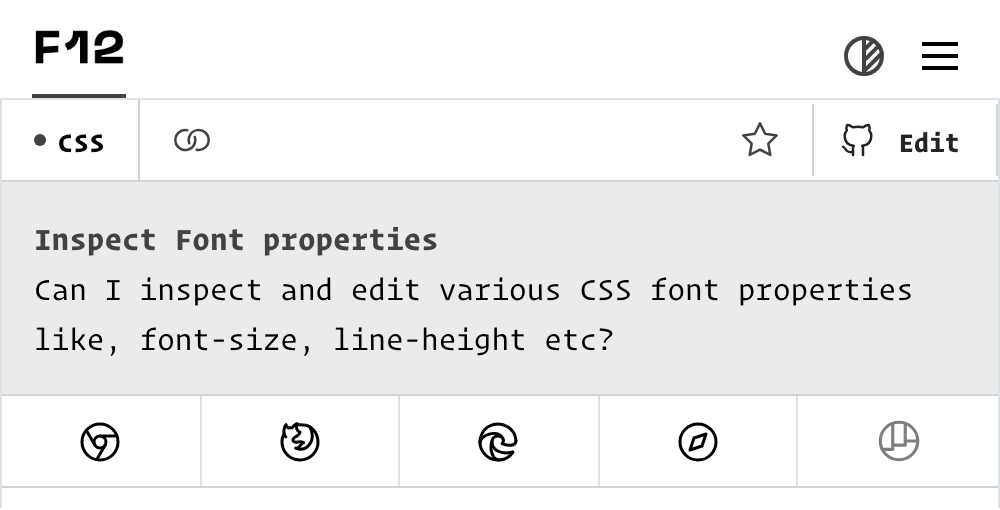 F12
CSS
Edit
Inspect Font properties
Can I inspect and edit various CSS font properties
like, font-size, line-height etc?